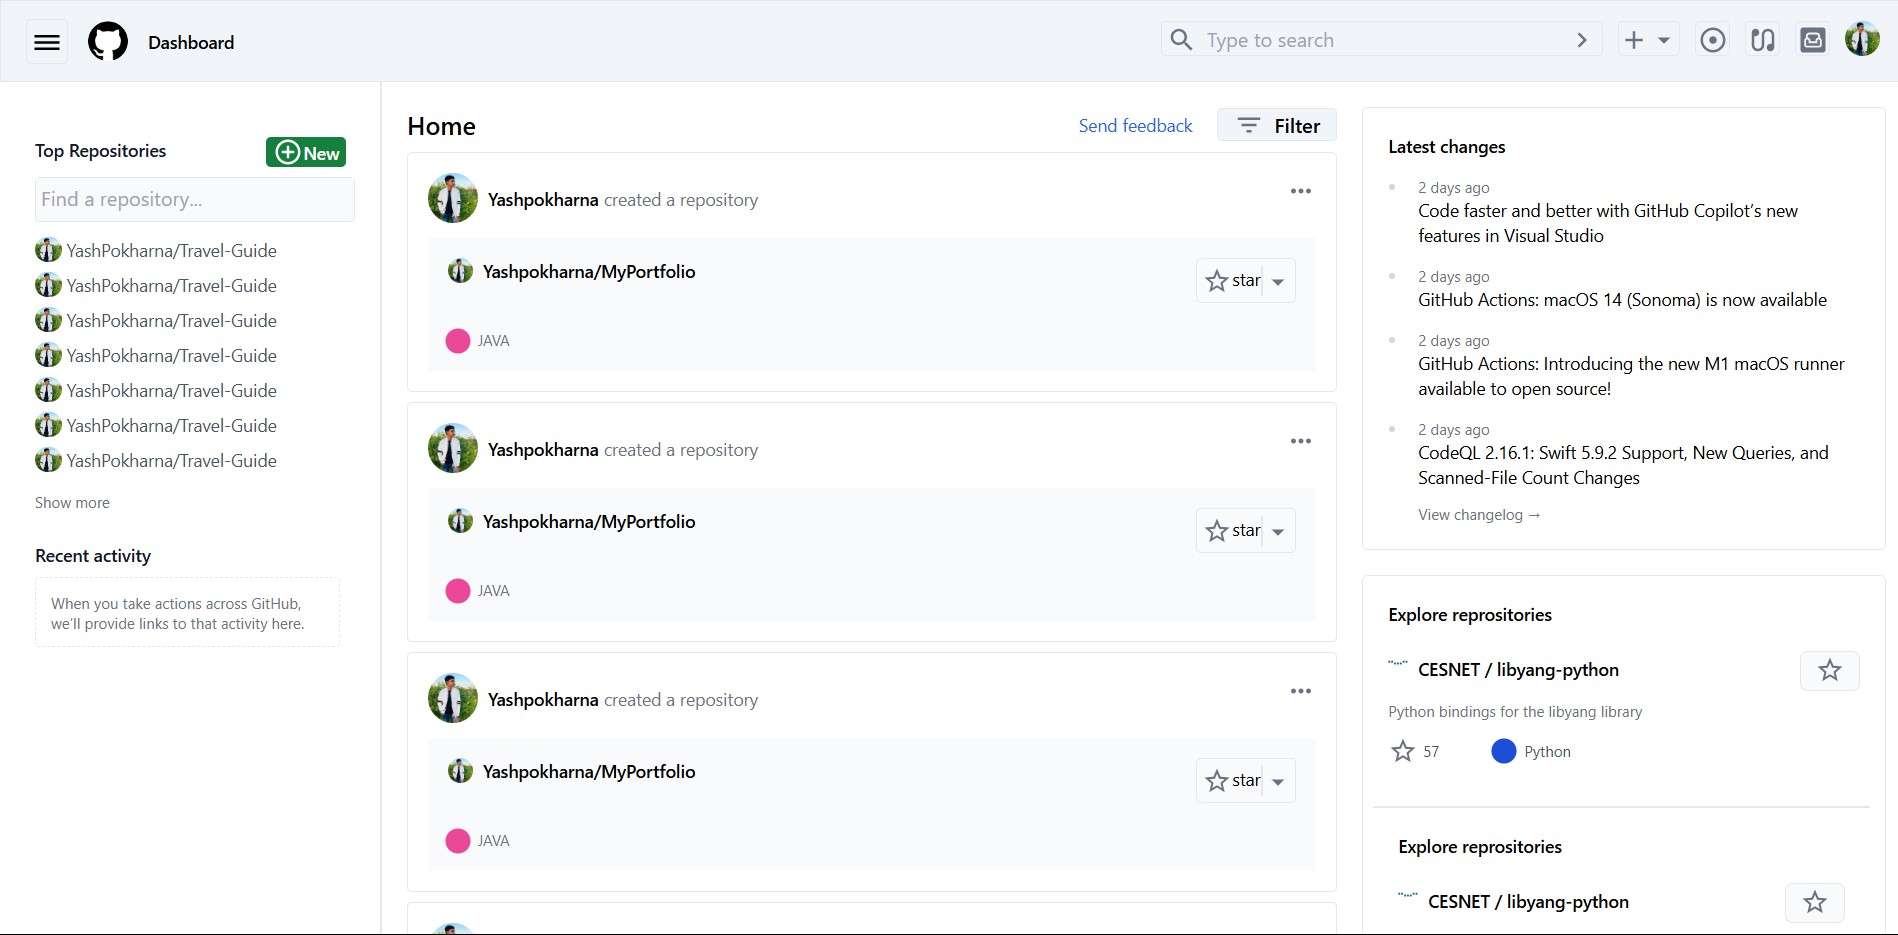 Dashboard
Type to search
Top Repositories
New
Find a repository...
YashPokharna/Travel-Guide
YashPokharna/Travel-Guide
YashPokharna/Travel-Guide
YashPokharna/Travel-Guide
YashPokharna/Travel-Guide
YashPokharna/Travel-Guide
YashPokharna/Travel-Guide
Show more
Recent activity
When you take actions across GitHub,
we'll provide links to that activity here.
Home
Send feedback
Filter
Yashpokharna created a repository
Yashpokharna/MyPortfolio
star
JAVA
Yashpokharna created a repository
Yashpokharna/MyPortfolio
star
JAVA
Yashpokharna created a repository
Yashpokharna/MyPortfolio
star
JAVA
Latest changes
2 days ago
Code faster and better with GitHub Copilot’s new
features in Visual Studio
2 days ago
GitHub Actions: macOS 14 (Sonoma) is now available
2 days ago
GitHub Actions: Introducing the new M1 macOS runner
available to open source!
2 days ago
CodeQL 2.16.1: Swift 5.9.2 Support, New Queries, and
Scanned-File Count Changes
View changelog →
Explore reprositories
CESNET / libyang-python
Python bindings for the libyang library
57
Python
Explore reprositories
CESNET / libyang-python